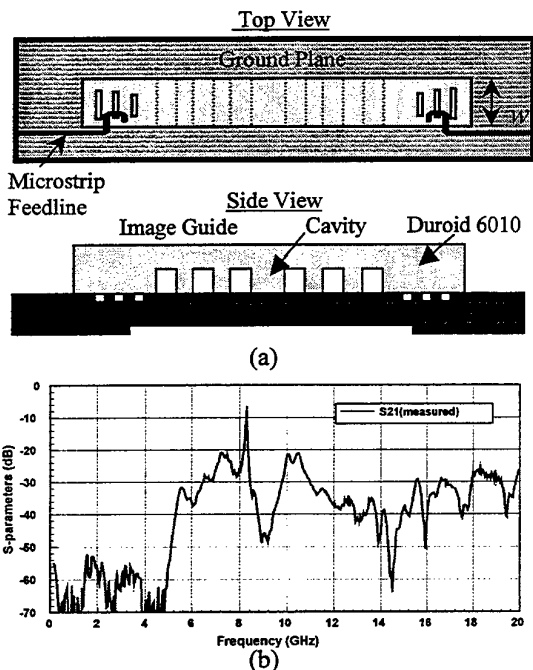 Top View
Ground Plane
W
Microstrip
Feedline
Side View
Image Guide
Cavity
Duroid 6010
(a)
0
-10
-20
-30
-40
-50
-60
-70
S-parameters (dB)
S21(measured)
0 2 4 6 8 10 12 14 16 18 20
Frequency (GHz)
(b)